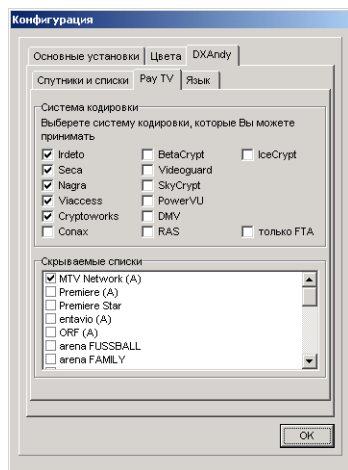 Конфигурация
Основные установки Цвета DXAndy
Спутники и списки Pay TV Язык
Система кодировки
Выберете систему кодировки, которые Вы можете
принимать
Irdeto BetaCrypt IceCrypt
Seca Videoguard
Nagra SkyCrypt
Viaccess PowerVU
Cryptoworks DMV
Conax RAS только FTA
Скрываемые списки
MTV Network (A)
Premiere (A)
Premiere Star
entavio (A)
ORF (A)
arena FUSSBALL
arena FAMILY
OK